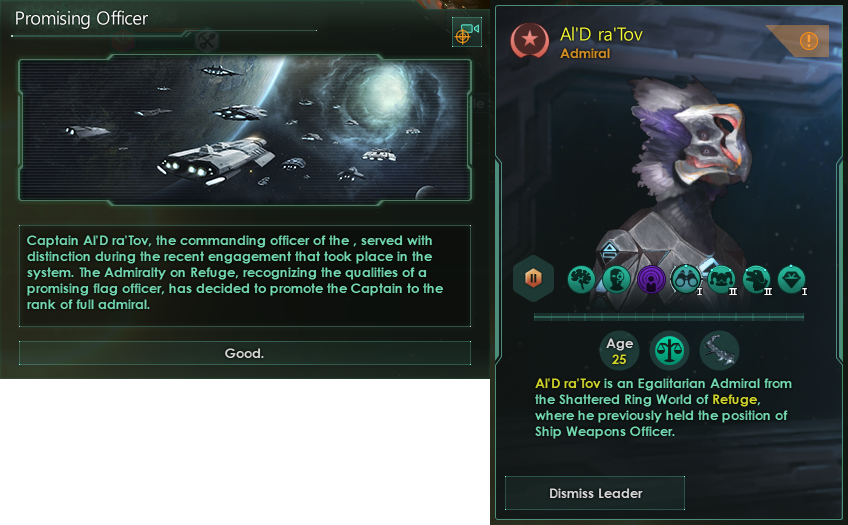 Promising Officer
Captain Al'D ra'Tov, the commanding officer of the , served with
distinction during the recent engagement that took place in the
system. The Admiralty on Refuge, recognizing the qualities of a
promising flag officer, has decided to promote the Captain to the
rank of full admiral.
Good.
Al'D ra'Tov
Admiral
II
I
II
II
I
Age
25
Al'D ra'Tov is an Egalitarian Admiral from
the Shattered Ring World of Refuge,
where he previously held the position of
Ship Weapons Officer.
Dismiss Leader